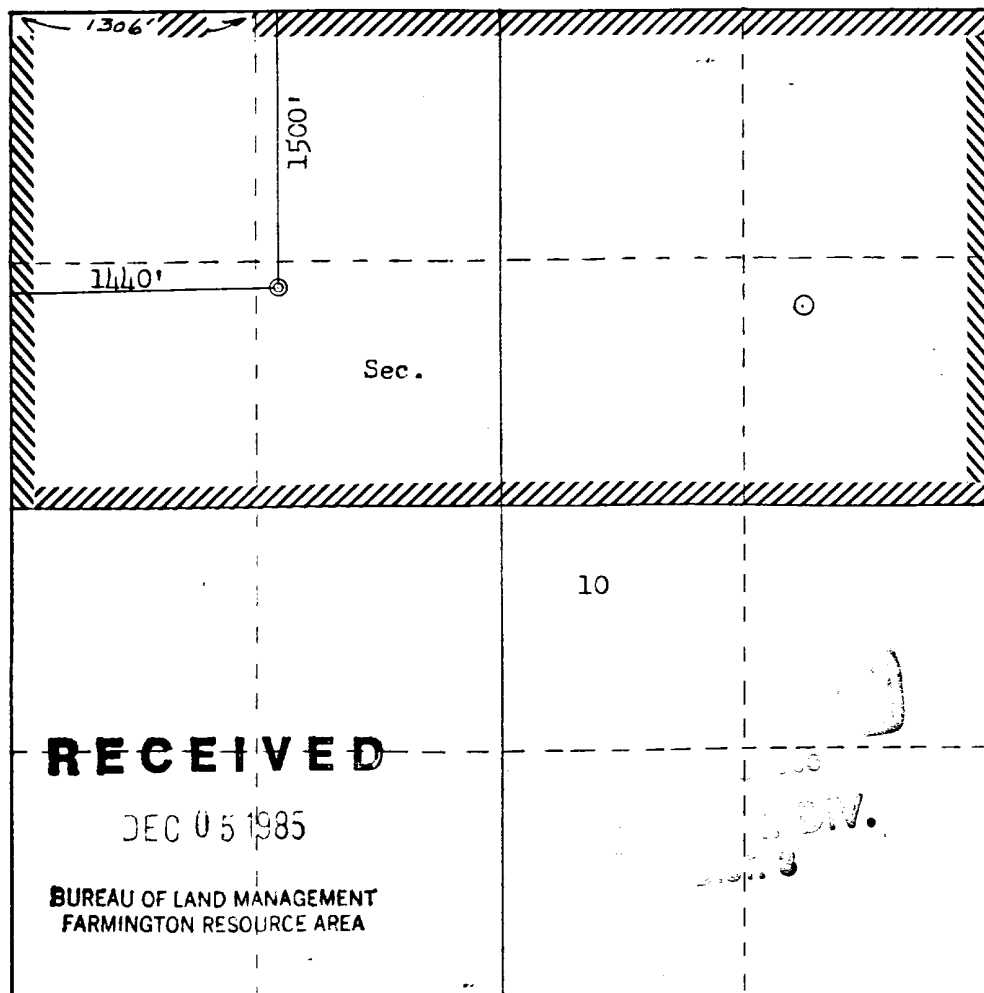 1306'
1500'
1440'
Sec.
10
RECEIVED
DEC 05 1985
BUREAU OF LAND MANAGEMENT
FARMINGTON RESOURCE AREA
DIV.